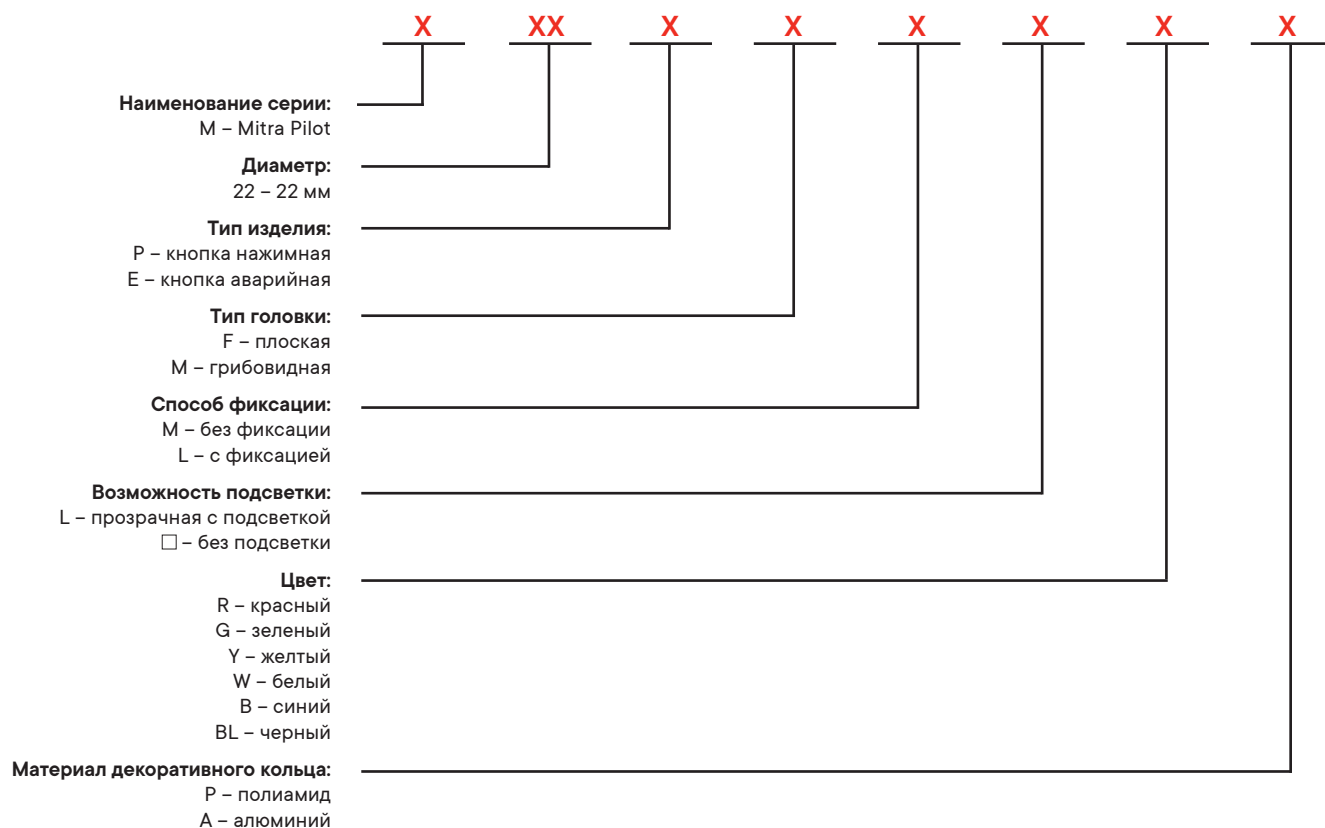 X XX X X X X X X
Наименование серии:
M – Mitra Pilot
Диаметр:
22 – 22 мм
Тип изделия:
P – кнопка нажимная
E – кнопка аварийная
Тип головки:
F – плоская
M – грибовидная
Способ фиксации:
M – без фиксации
L – с фиксацией
Возможность подсветки:
L – прозрачная с подсветкой
□ – без подсветки
Цвет:
R – красный
G – зеленый
Y – желтый
W – белый
B – синий
BL – черный
Материал декоративного кольца:
P – полиамид
A – алюминий